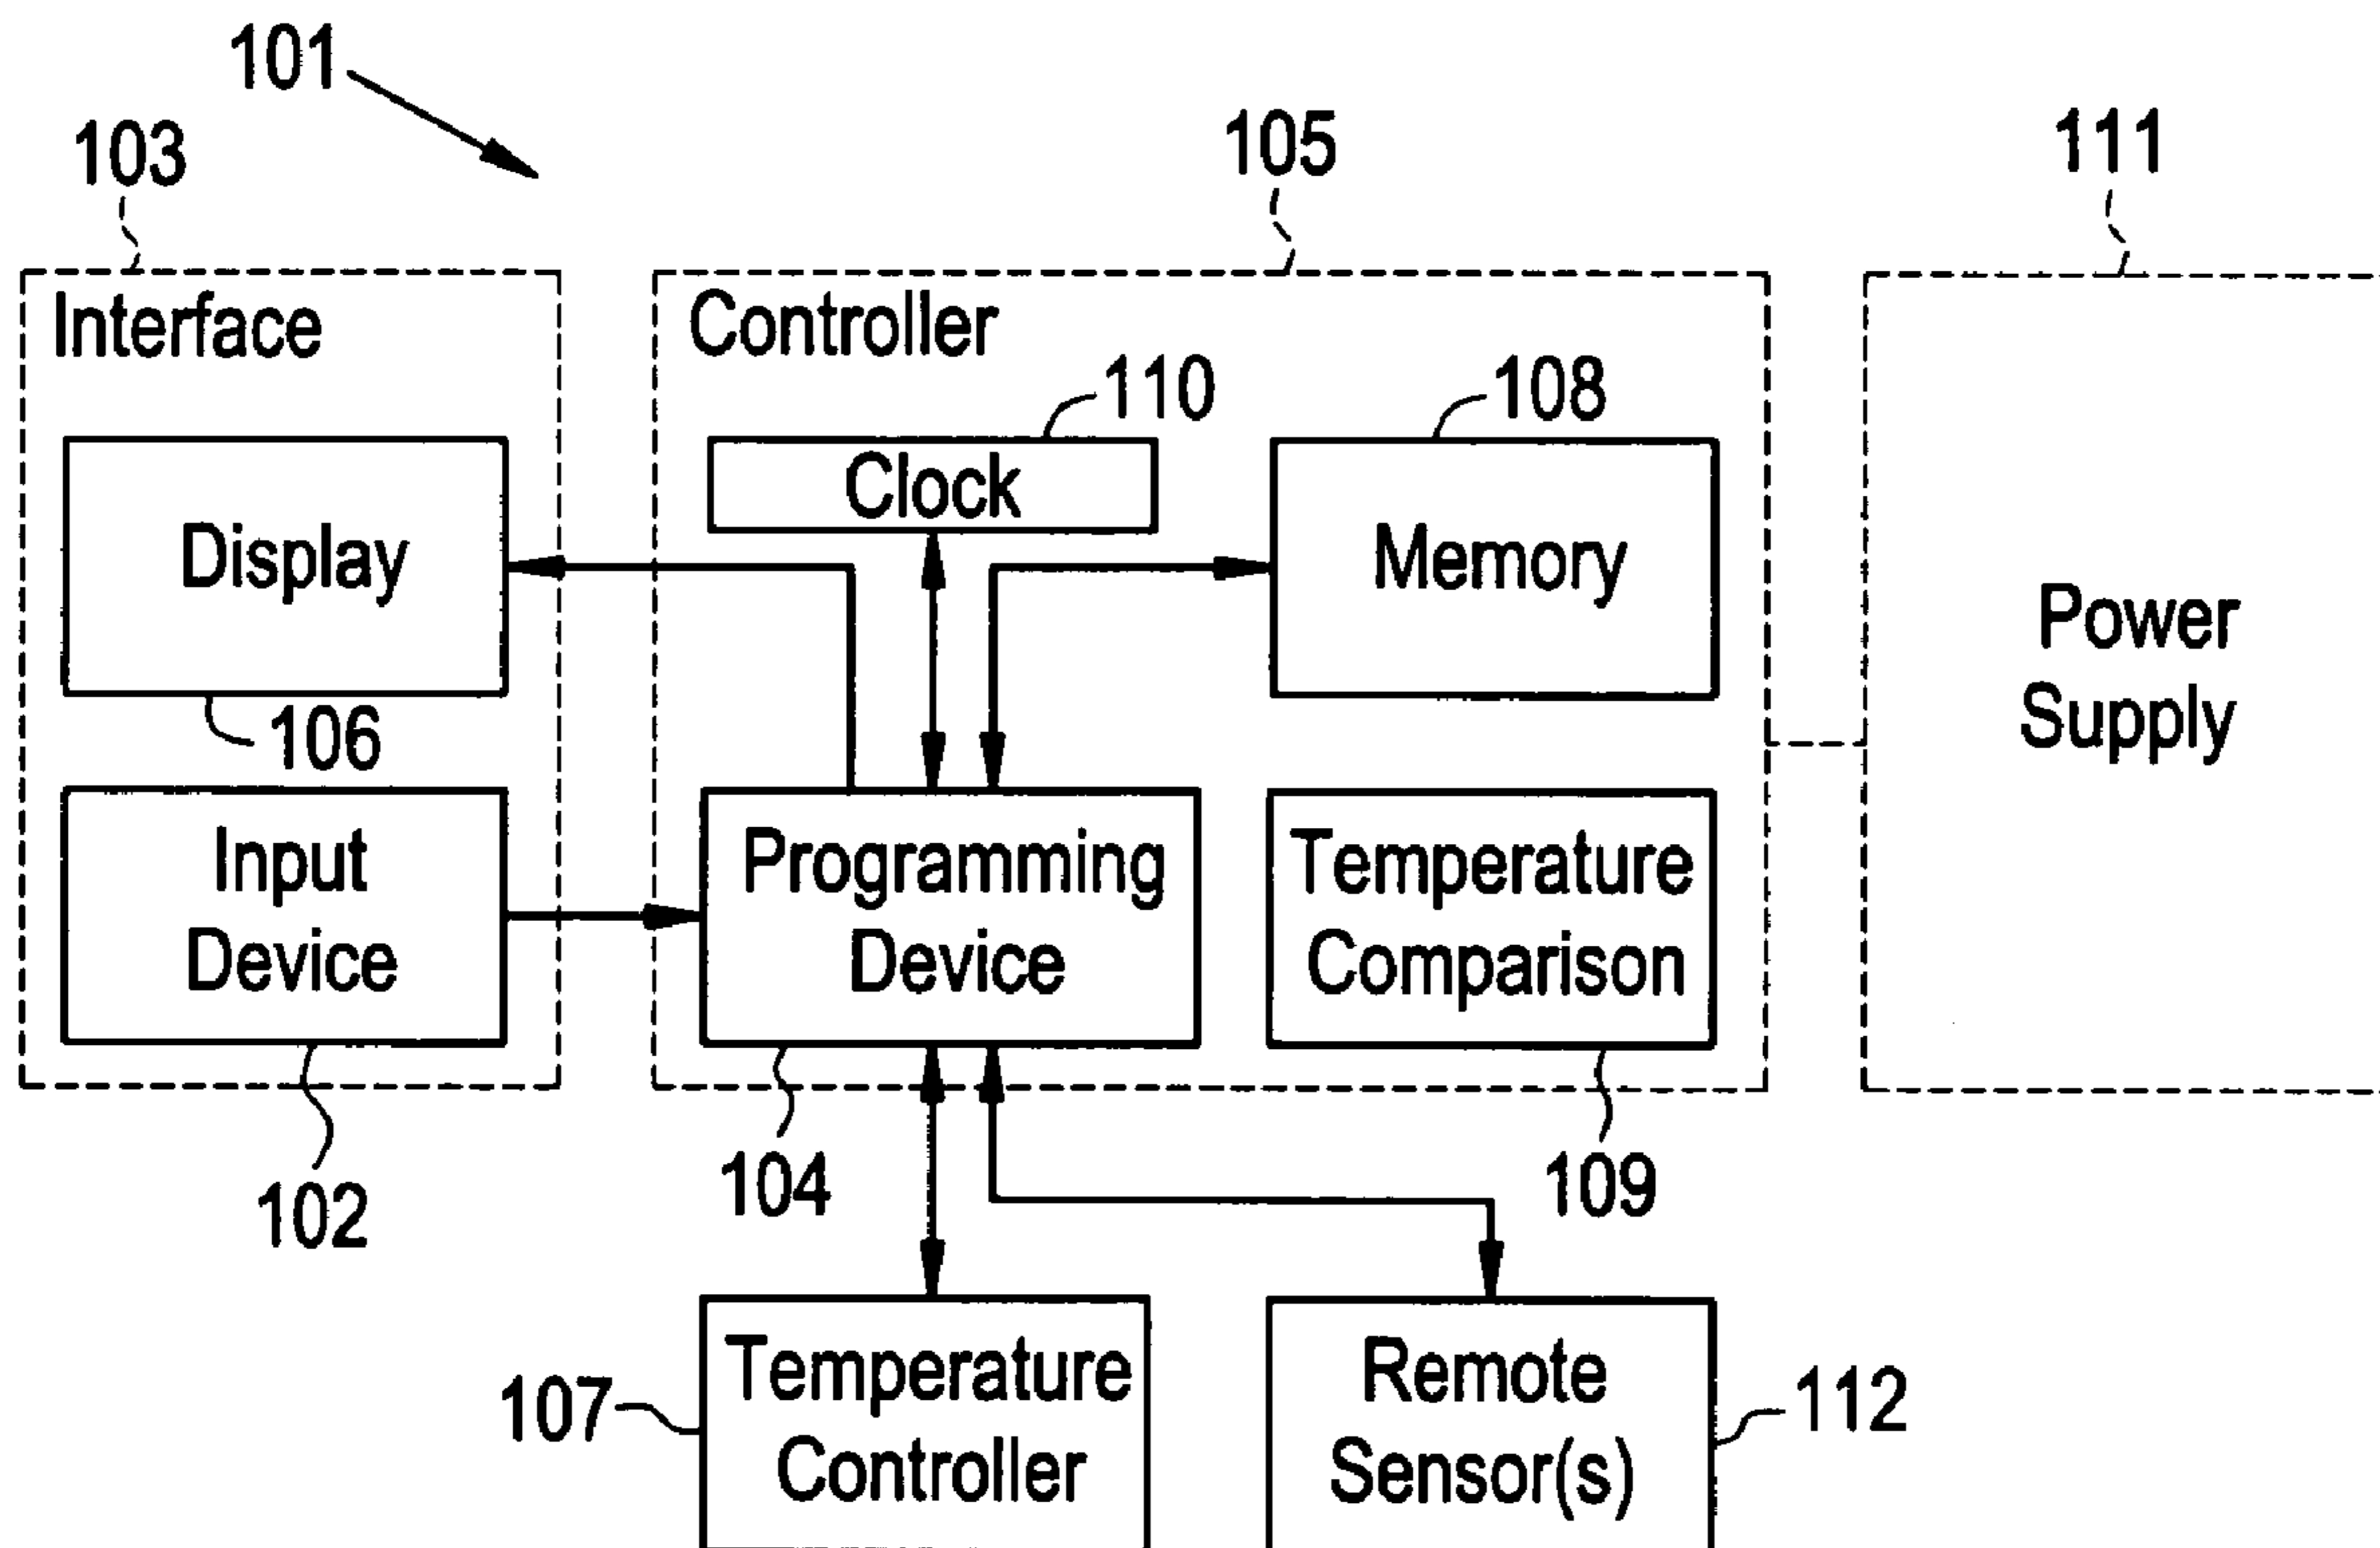 101
103
105
111
Interface
Controller
110
108
Clock
Display
Memory
Power
Supply
106
Input
Device
Programming
Device
Temperature
Comparison
102
104
109
107
Temperature
Controller
Remote
Sensor(s)
112